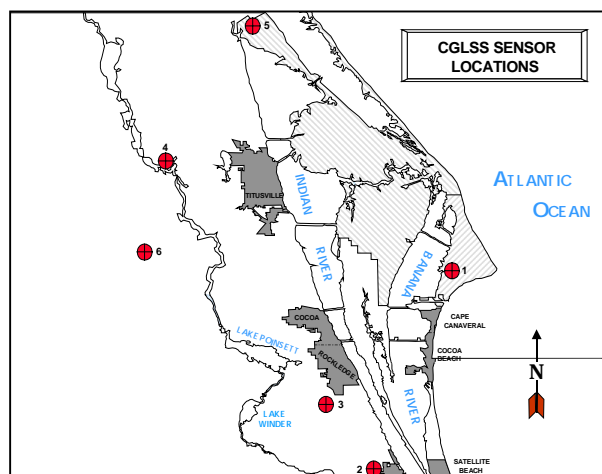 5
CGLSS SENSOR
LOCATIONS
4
TITUSVILLE
INDIAN
ATLANTIC
OCEAN
6
RIVER
BANANA
1
COCOA
CAPE
CANAVERAL
LAKE POINSETT
ROCKLEDGE
COCOA
BEACH
N
3
LAKE
WINDER
RIVER
2
SATELLITE
BEACH